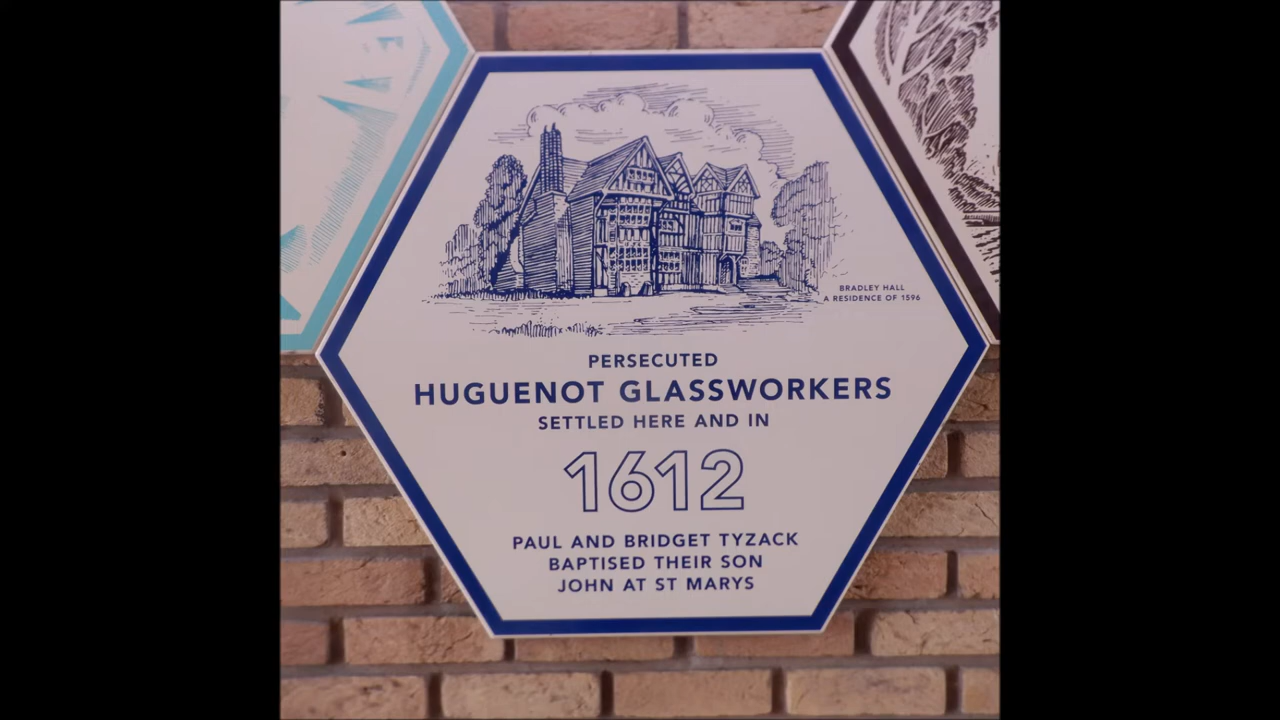 BRADLEY HALL
A RESIDENCE OF 1596
PERSECUTED
HUGUENOT GLASSWORKERS
SETTLED HERE AND IN
1612
PAUL AND BRIDGET TYZACK
BAPTISED THEIR SON
JOHN AT ST MARYS